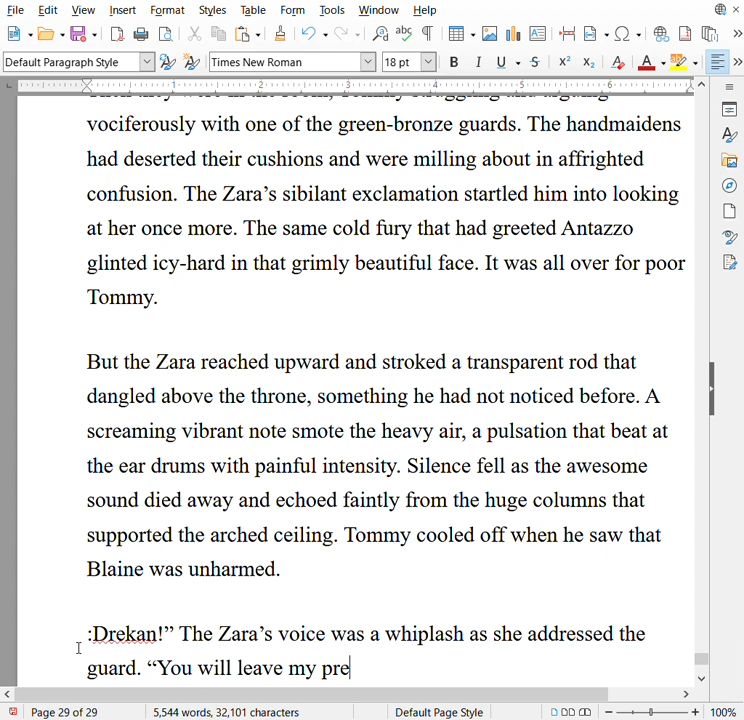 File Edit View Insert Format Styles Table Form Tools Window Help
Default Paragraph Style Times New Roman 18 pt B I U S X² X₂ A
1 2 3 4 5 6
vociferously with one of the green-bronze guards. The handmaidens
had deserted their cushions and were milling about in affrighted
confusion. The Zara’s sibilant exclamation startled him into looking
at her once more. The same cold fury that had greeted Antazzo
glinted icy-hard in that grimly beautiful face. It was all over for poor
Tommy.
But the Zara reached upward and stroked a transparent rod that
dangled above the throne, something he had not noticed before. A
screaming vibrant note smote the heavy air, a pulsation that beat at
the ear drums with painful intensity. Silence fell as the awesome
sound died away and echoed faintly from the huge columns that
supported the arched ceiling. Tommy cooled off when he saw that
Blaine was unharmed.
:Drekan!” The Zara’s voice was a whiplash as she addressed the
guard. “You will leave my pre
Page 29 of 29 5,544 words, 32,101 characters Default Page Style 100%